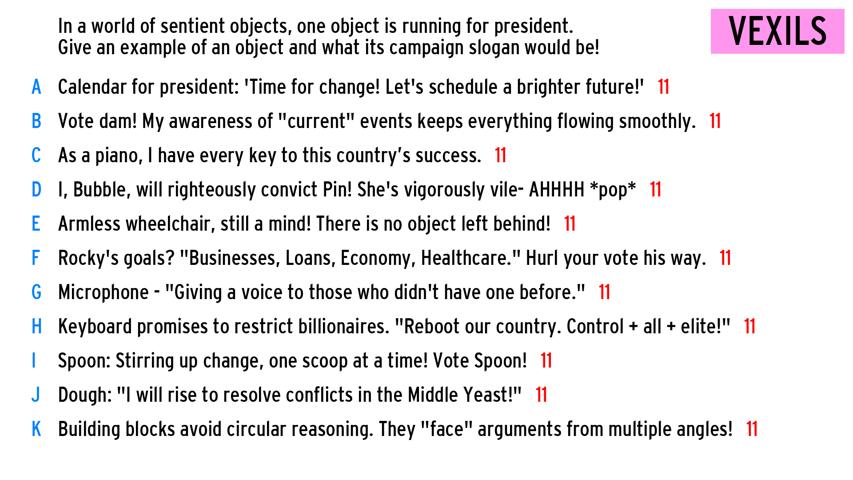 In a world of sentient objects, one object is running for president.
Give an example of an object and what its campaign slogan would be!
VEXILS
A Calendar for president: 'Time for change! Let's schedule a brighter future!' 11
B Vote dam! My awareness of "current" events keeps everything flowing smoothly. 11
C As a piano, I have every key to this country’s success. 11
D I, Bubble, will righteously convict Pin! She's vigorously vile- AHHHH *pop* 11
E Armless wheelchair, still a mind! There is no object left behind! 11
F Rocky's goals? "Businesses, Loans, Economy, Healthcare." Hurl your vote his way. 11
G Microphone - "Giving a voice to those who didn't have one before." 11
H Keyboard promises to restrict billionaires. "Reboot our country. Control + all + elite!" 11
I Spoon: Stirring up change, one scoop at a time! Vote Spoon! 11
J Dough: "I will rise to resolve conflicts in the Middle Yeast!" 11
K Building blocks avoid circular reasoning. They "face" arguments from multiple angles! 11